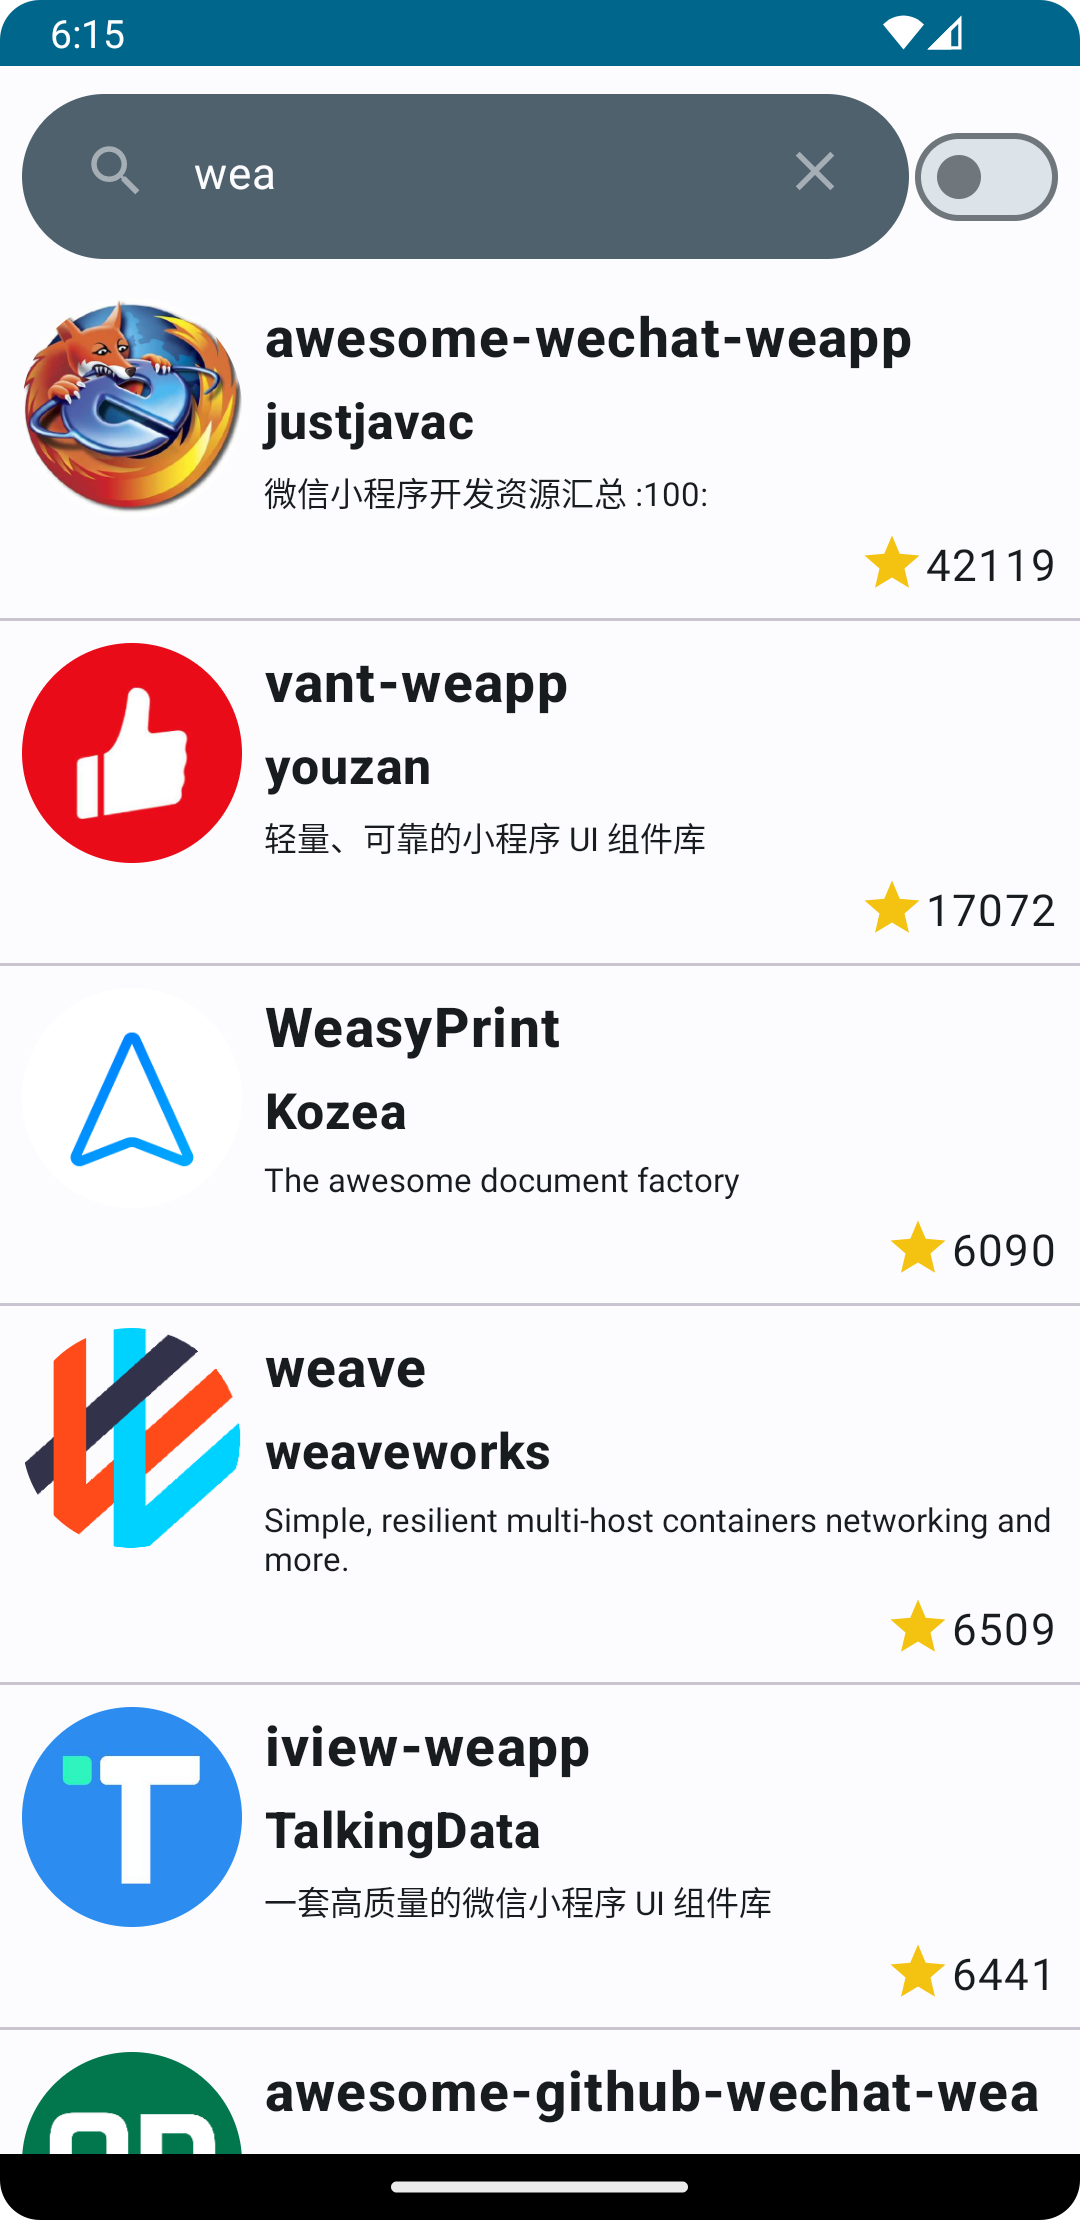 6:15
wea
awesome-wechat-weapp
justjavac
微信小程序开发资源汇总 :100:
42119
vant-weapp
youzan
轻量、可靠的小程序 UI 组件库
17072
WeasyPrint
Kozea
The awesome document factory
6090
weave
weaveworks
Simple, resilient multi-host containers networking and
more.
6509
iview-weapp
TalkingData
一套高质量的微信小程序 UI 组件库
6441
awesome-github-wechat-wea